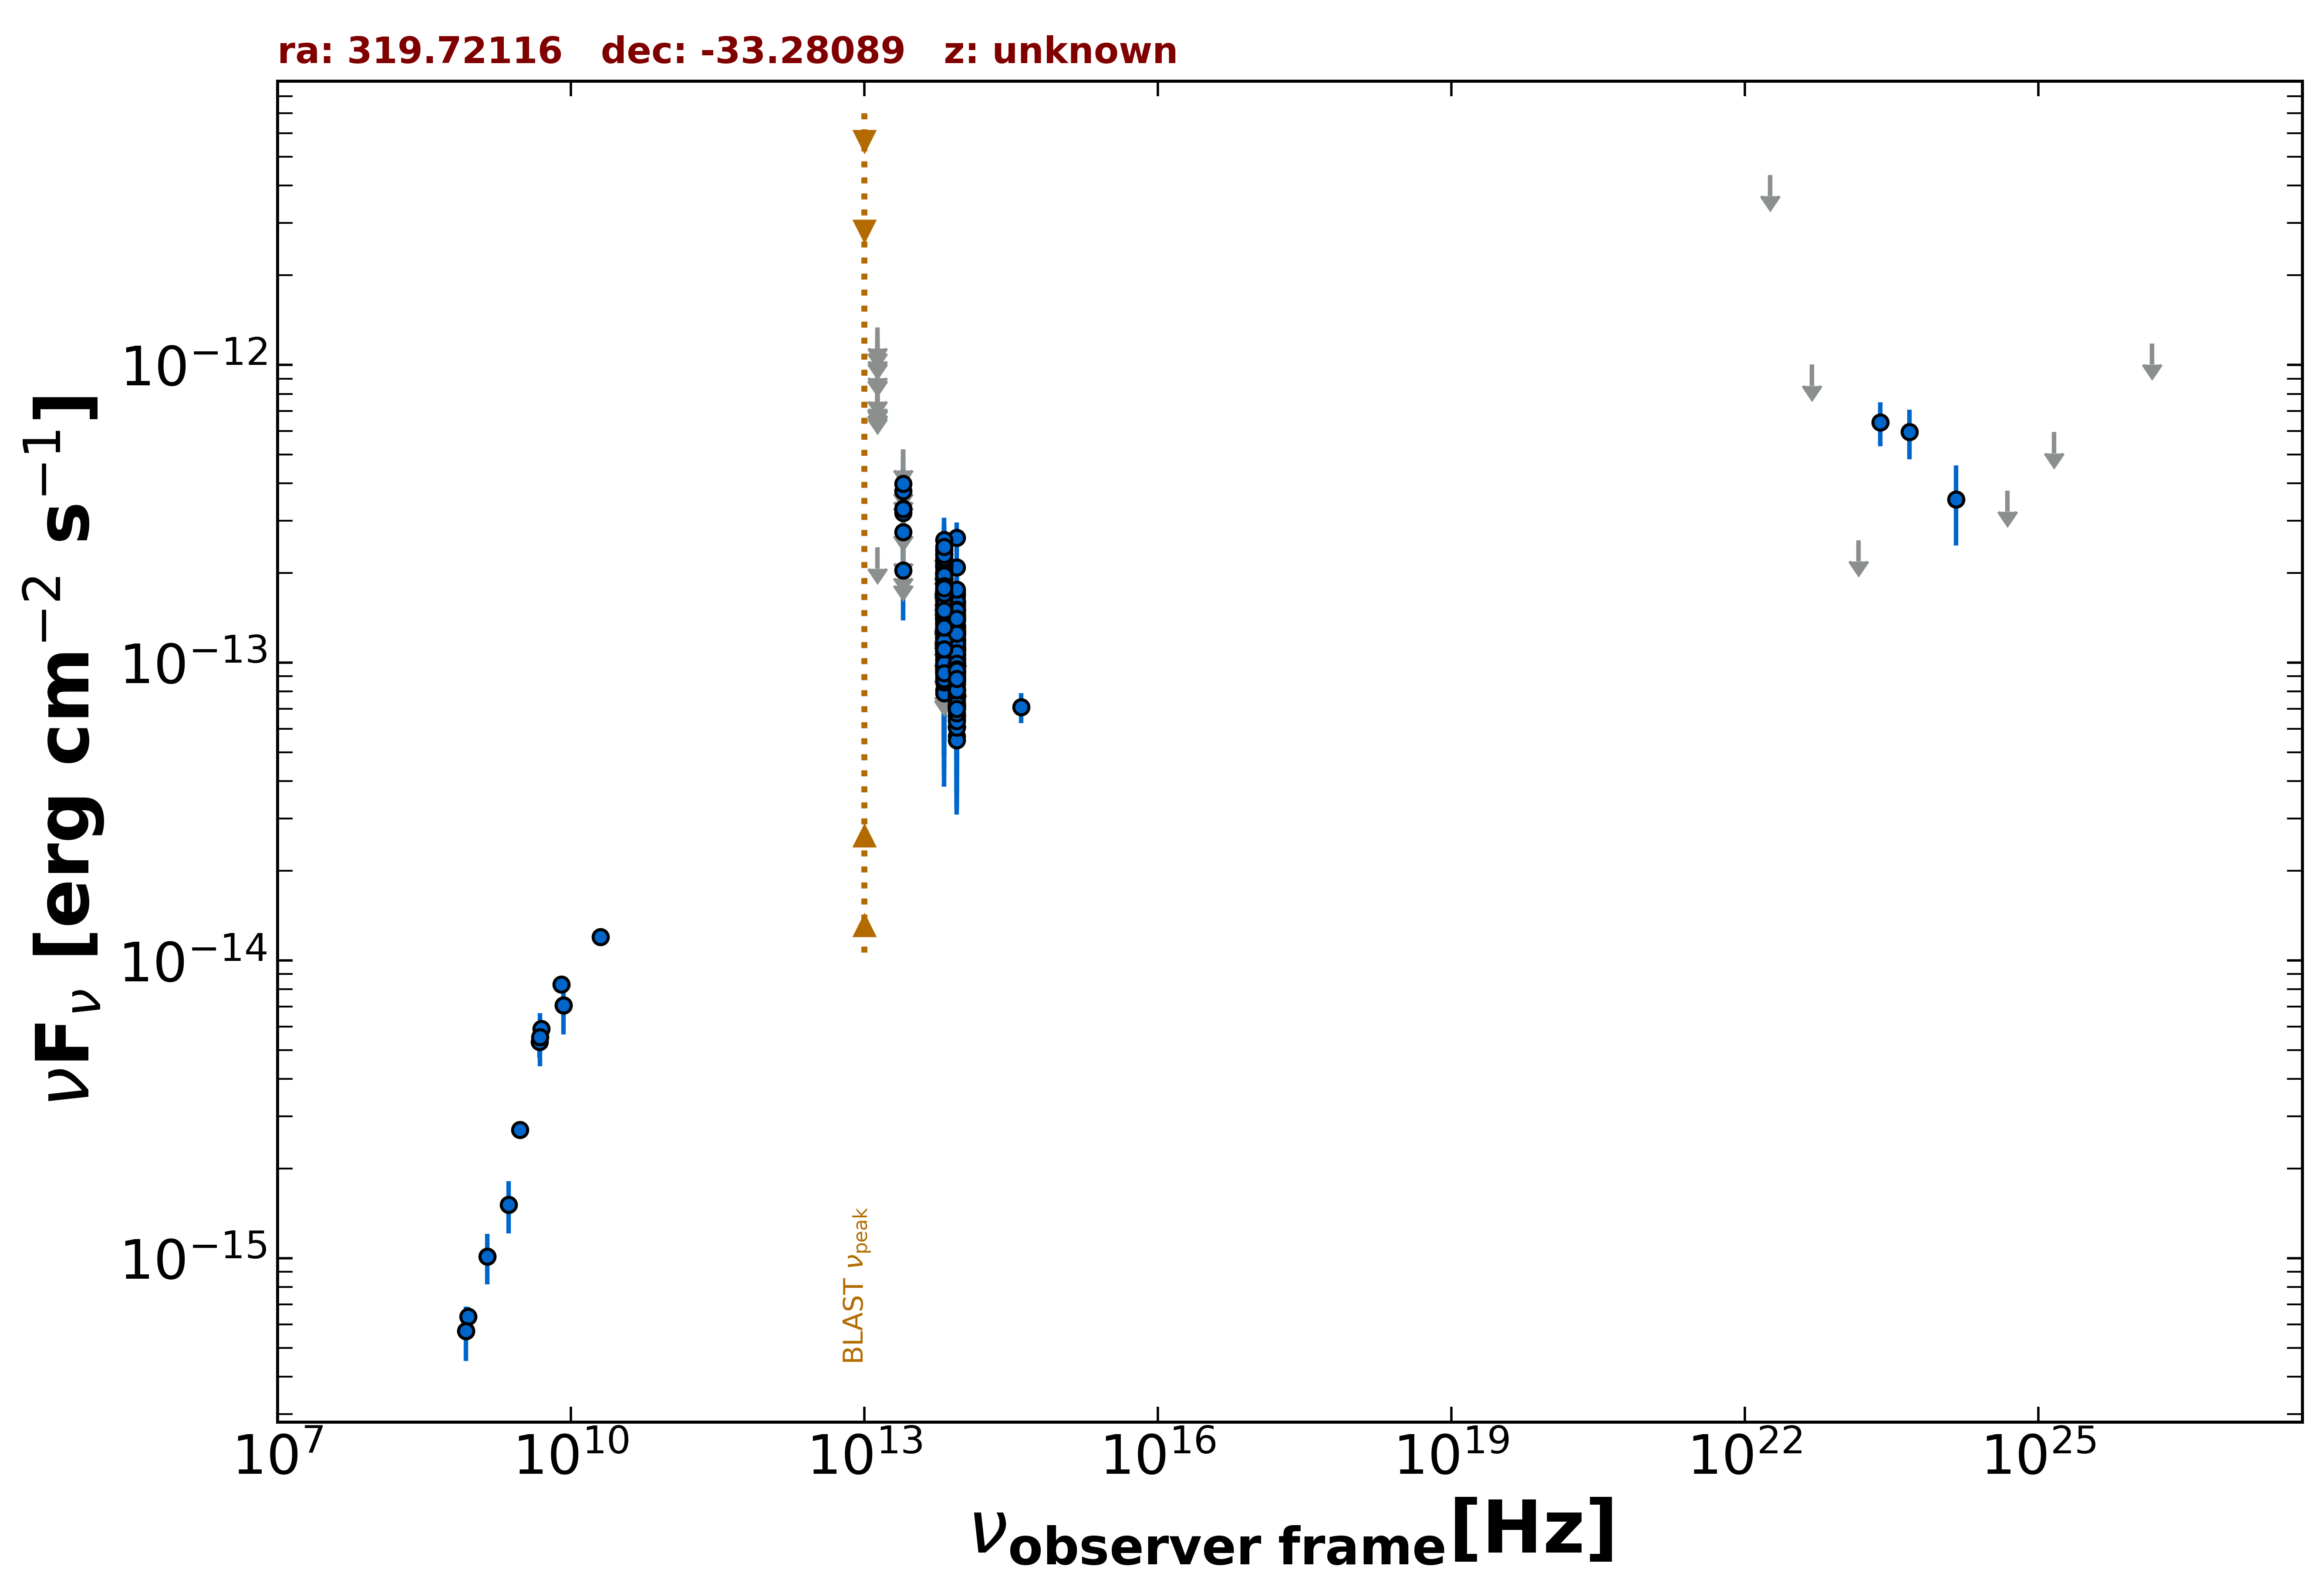 ra: 319.72116   dec: -33.28089   z: unknown
νFν [erg cm⁻² s⁻¹]
10⁻¹²
10⁻¹³
10⁻¹⁴
10⁻¹⁵
BLAST νpeak
10⁷ 10¹⁰ 10¹³ 10¹⁶ 10¹⁹ 10²² 10²⁵
νobserver frame [Hz]